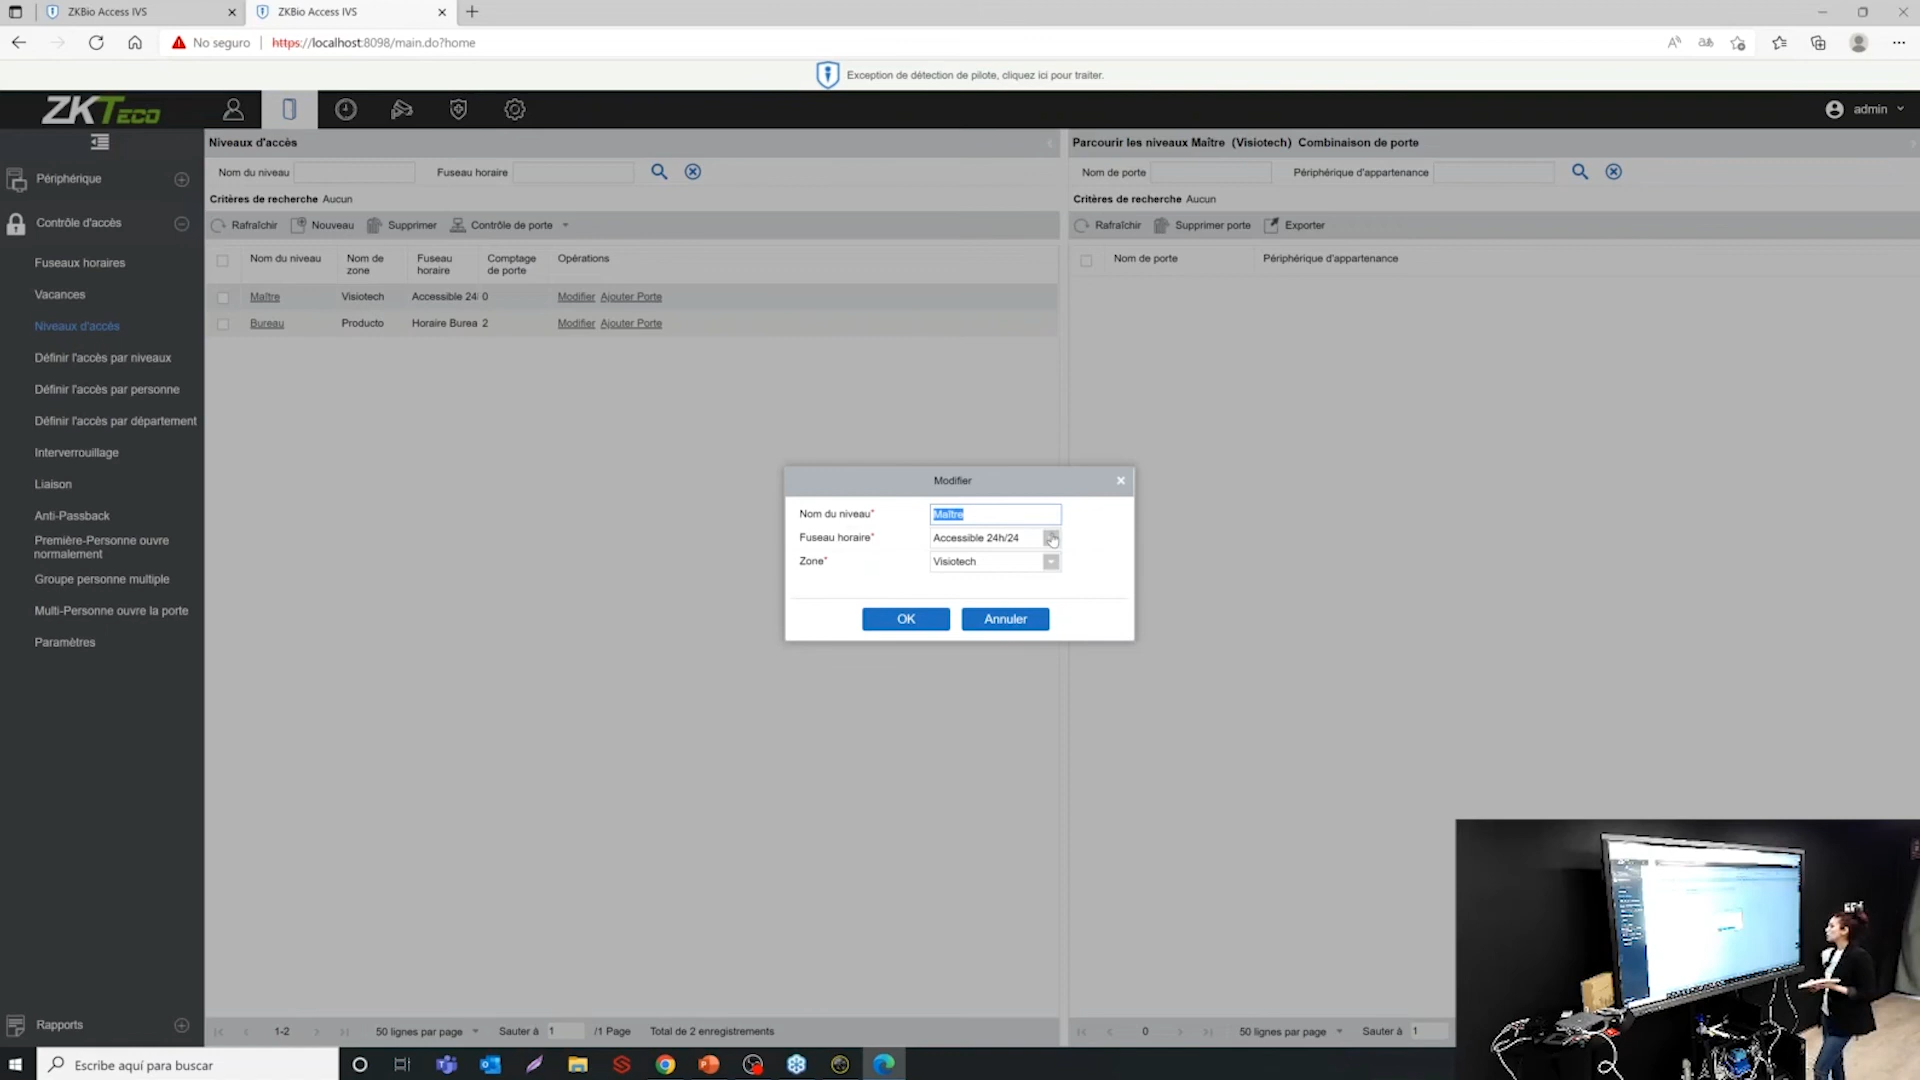 ZKBio Access IVS
ZKBio Access IVS
No seguro
https://localhost:8098/main.do?home
Exception de détection de pilote, cliquez ici pour traiter.
ZKTeco
admin
Périphérique
Contrôle d'accès
Fuseaux horaires
Vacances
Niveaux d'accès
Définir l'accès par niveaux
Définir l'accès par personne
Définir l'accès par département
Interverrouillage
Liaison
Anti-Passback
Première-Personne ouvre
normalement
Groupe personne multiple
Multi-Personne ouvre la porte
Paramètres
Rapports
Niveaux d'accès
Nom du niveau
Fuseau horaire
Critères de recherche Aucun
Rafraîchir Nouveau Supprimer Contrôle de porte
Nom du niveau
Nom de
zone
Fuseau
horaire
Comptage
de porte
Opérations
Maître Visiotech Accessible 24 0 Modifier Ajouter Porte
Bureau Producto Horaire Burea 2 Modifier Ajouter Porte
1-2 50 lignes par page Sauter à 1 /1 Page Total de 2 enregistrements
Parcourir les niveaux Maître (Visiotech) Combinaison de porte
Nom de porte
Périphérique d'appartenance
Critères de recherche Aucun
Rafraîchir Supprimer porte Exporter
Nom de porte Périphérique d'appartenance
0 50 lignes par page Sauter à 1
Modifier
Nom du niveau* Maître
Fuseau horaire* Accessible 24h/24
Zone* Visiotech
OK Annuler
Escribe aquí para buscar